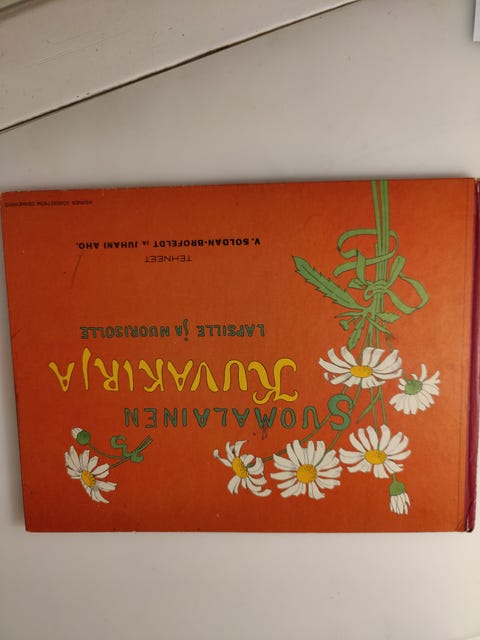 SUOMALAINEN
KUVAKIRJA
LAPSILLE JA NUORISOLLE
TEHNEET
V. SOLDAN-BROFELDT JA JUHANI AHO.